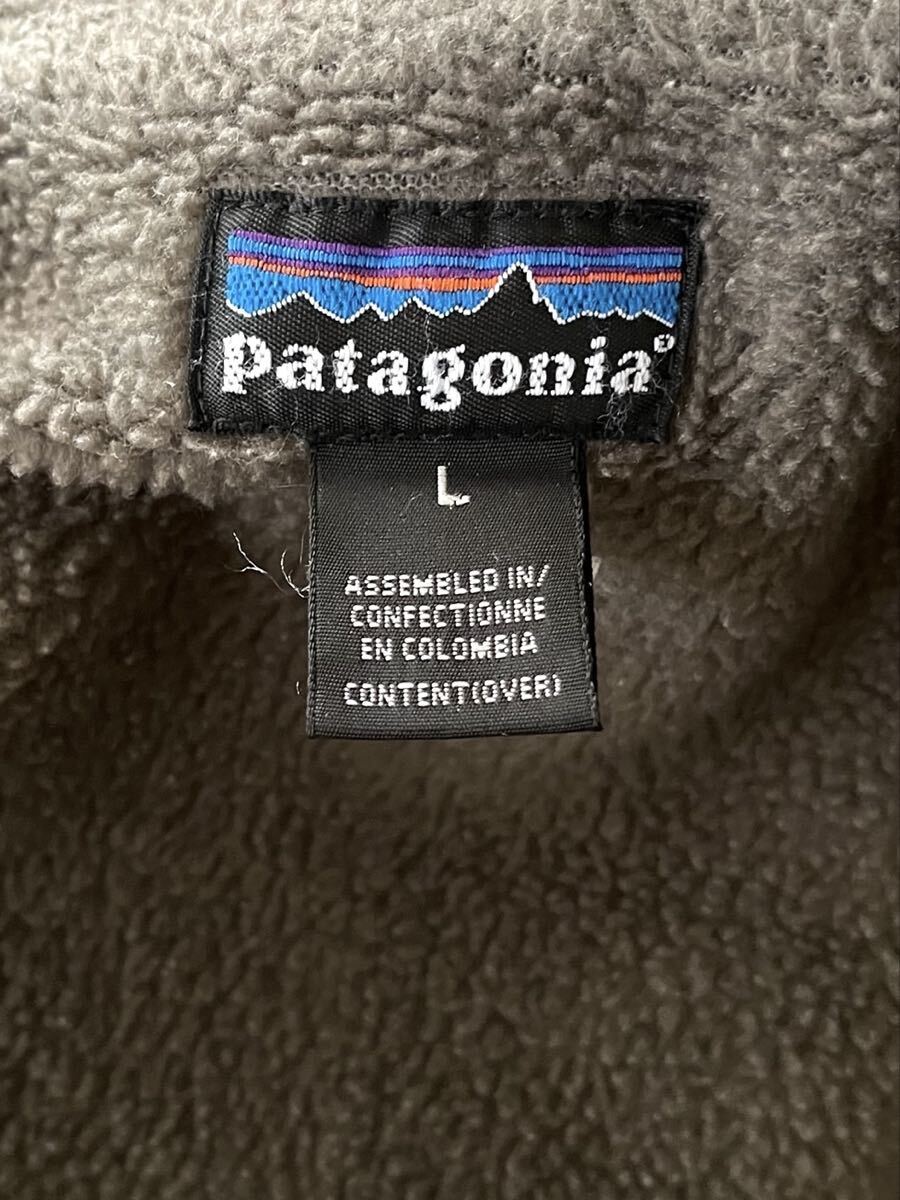 patagonia®
L
ASSEMBLED IN/
CONFECTIONNE
EN COLOMBIA
CONTENT(OVER)